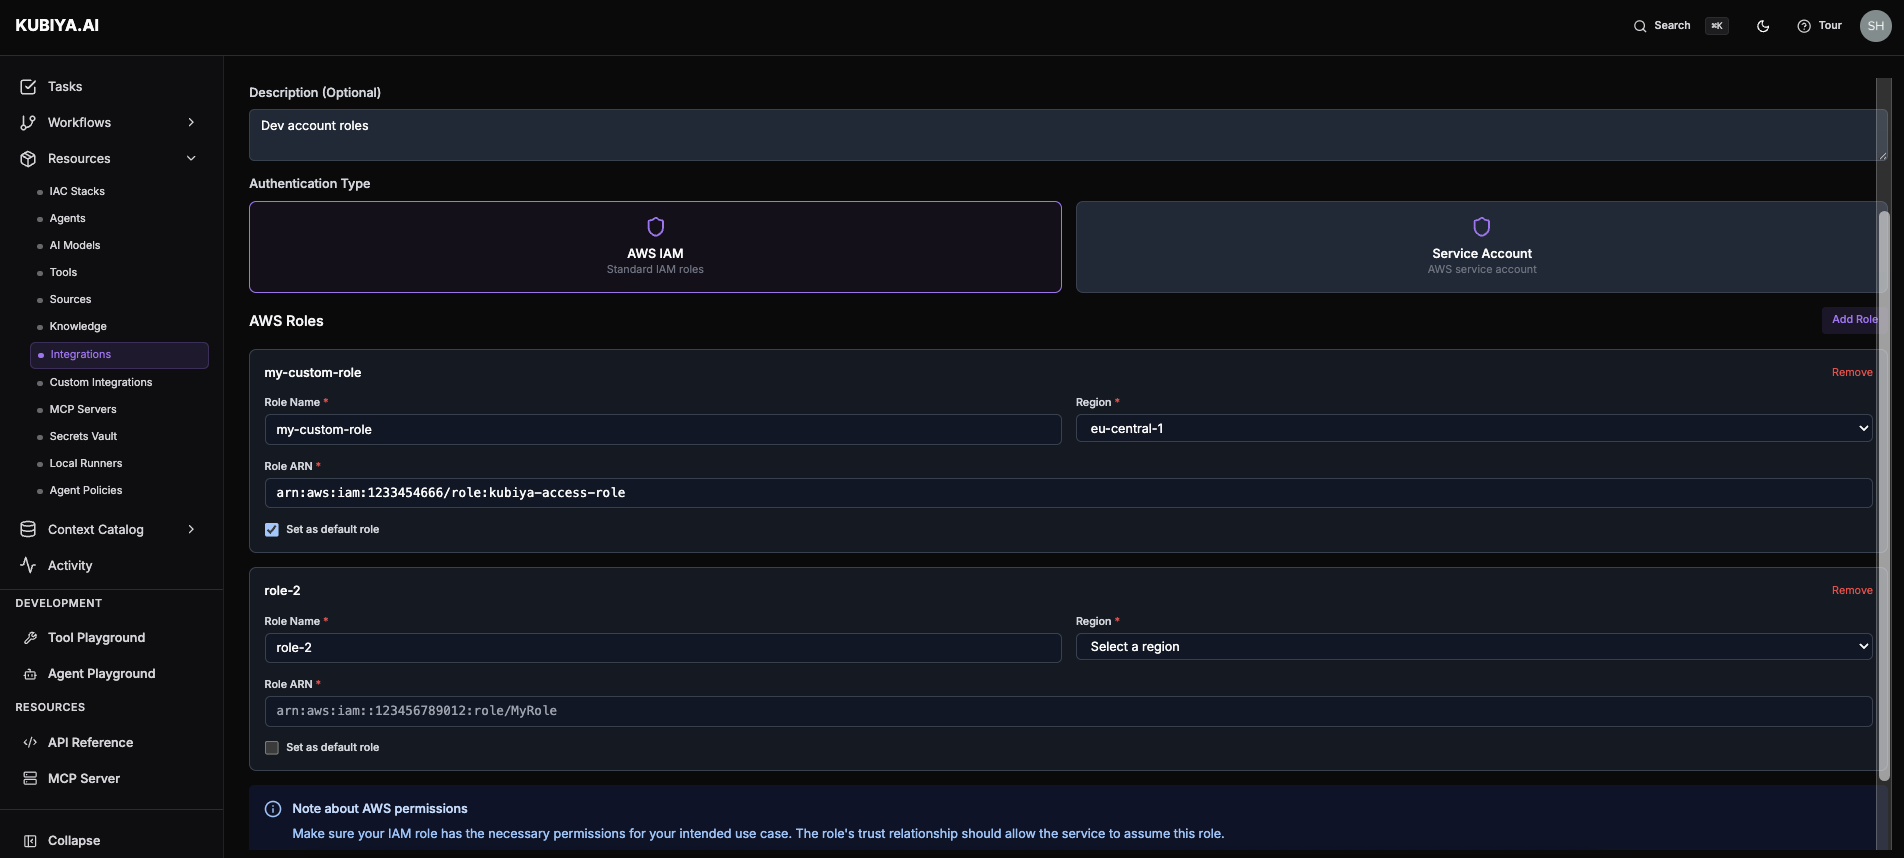 KUBIYA.AI
Search
⌘K
Tour
SH
Tasks
Workflows
Resources
IAC Stacks
Agents
AI Models
Tools
Sources
Knowledge
Integrations
Custom Integrations
MCP Servers
Secrets Vault
Local Runners
Agent Policies
Context Catalog
Activity
DEVELOPMENT
Tool Playground
Agent Playground
RESOURCES
API Reference
MCP Server
Collapse
Description (Optional)
Dev account roles
Authentication Type
AWS IAM
Standard IAM roles
Service Account
AWS service account
AWS Roles
Add Role
my-custom-role
Remove
Role Name *
Region *
my-custom-role
eu-central-1
Role ARN *
arn:aws:iam:1233454666/role:kubiya-access-role
Set as default role
role-2
Remove
Role Name *
Region *
role-2
Select a region
Role ARN *
arn:aws:iam::123456789012:role/MyRole
Set as default role
Note about AWS permissions
Make sure your IAM role has the necessary permissions for your intended use case. The role's trust relationship should allow the service to assume this role.